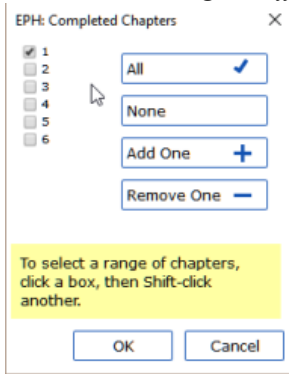 EPH: Completed Chapters
1
2
3
4
5
6
All
None
Add One
Remove One
To select a range of chapters,
click a box, then Shift-click
another.
OK
Cancel